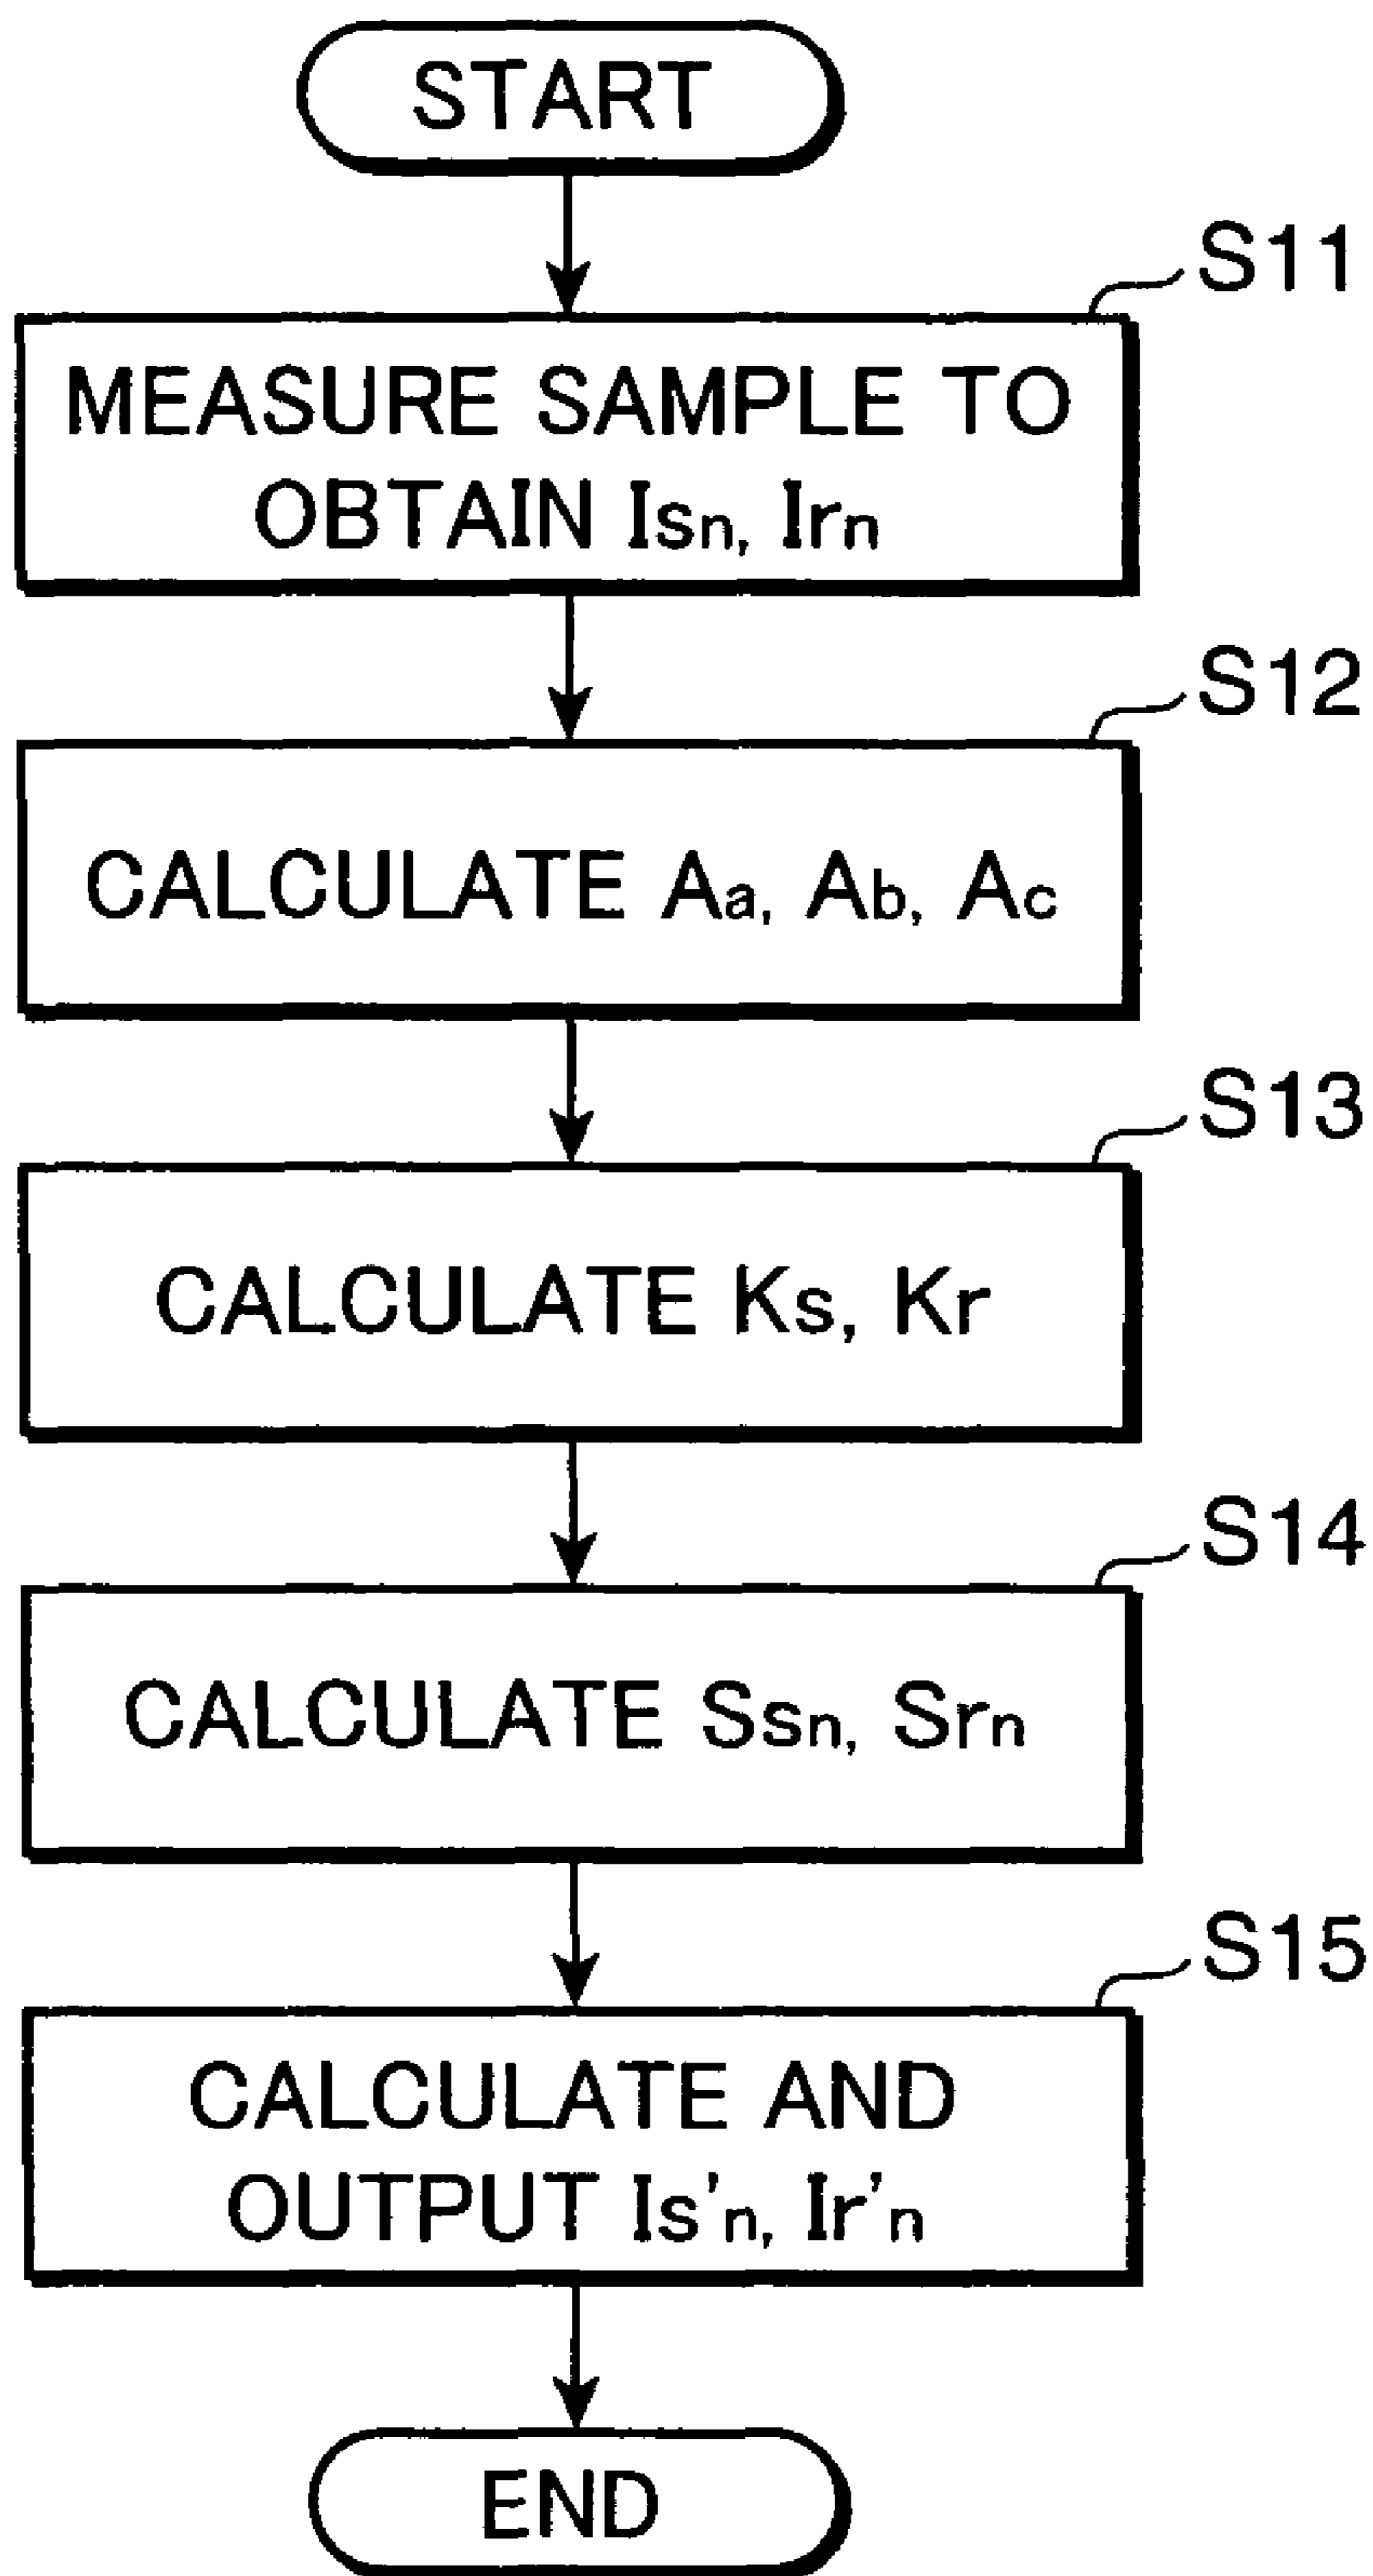 START
S11
MEASURE SAMPLE TO
OBTAIN Isn, Irn
S12
CALCULATE Aa, Ab, Ac
S13
CALCULATE Ks, Kr
S14
CALCULATE Ssn, Srn
S15
CALCULATE AND
OUTPUT Is'n, Ir'n
END